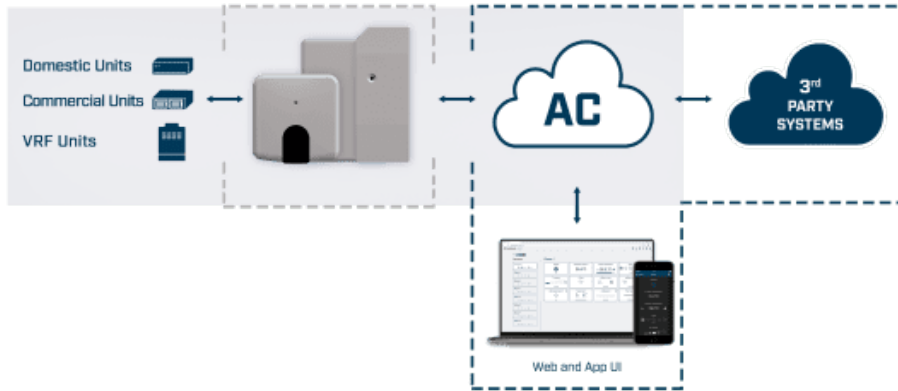 Domestic Units
Commercial Units
VRF Units
AC
3rd
PARTY
SYSTEMS
Web and App UI